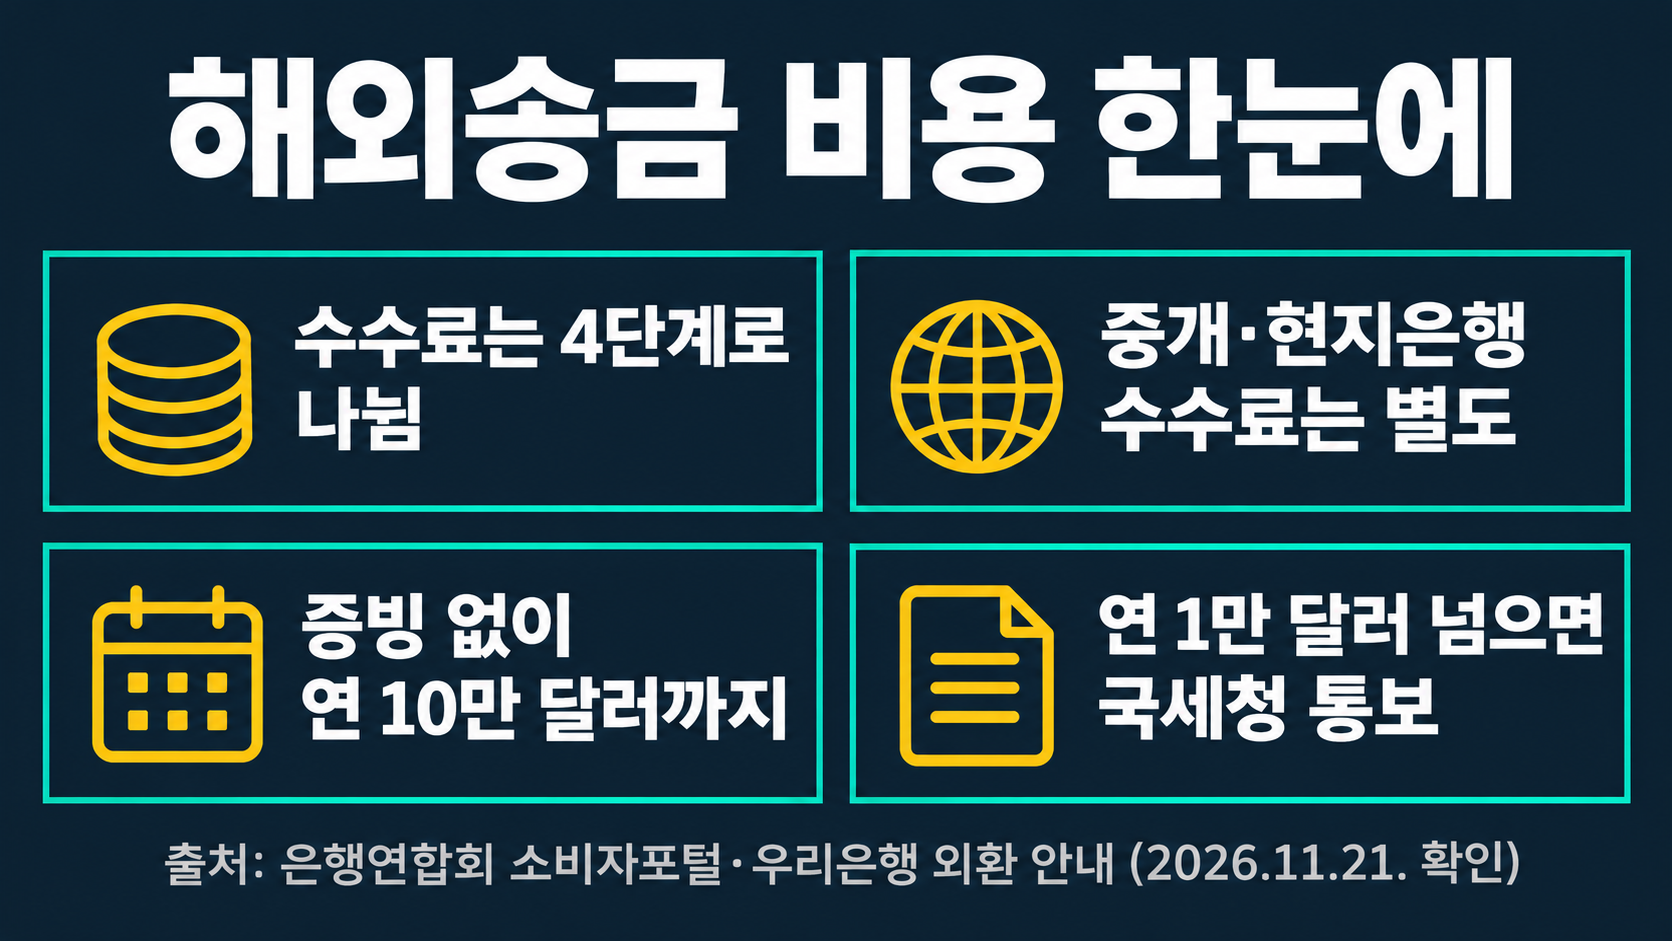 해외송금 비용 한눈에
수수료는 4단계로
나뉨
중개·현지은행
수수료는 별도
증빙 없이
연 10만 달러까지
연 1만 달러 넘으면
국세청 통보
출처: 은행연합회 소비자포털·우리은행 외환 안내 (2026.11.21. 확인)